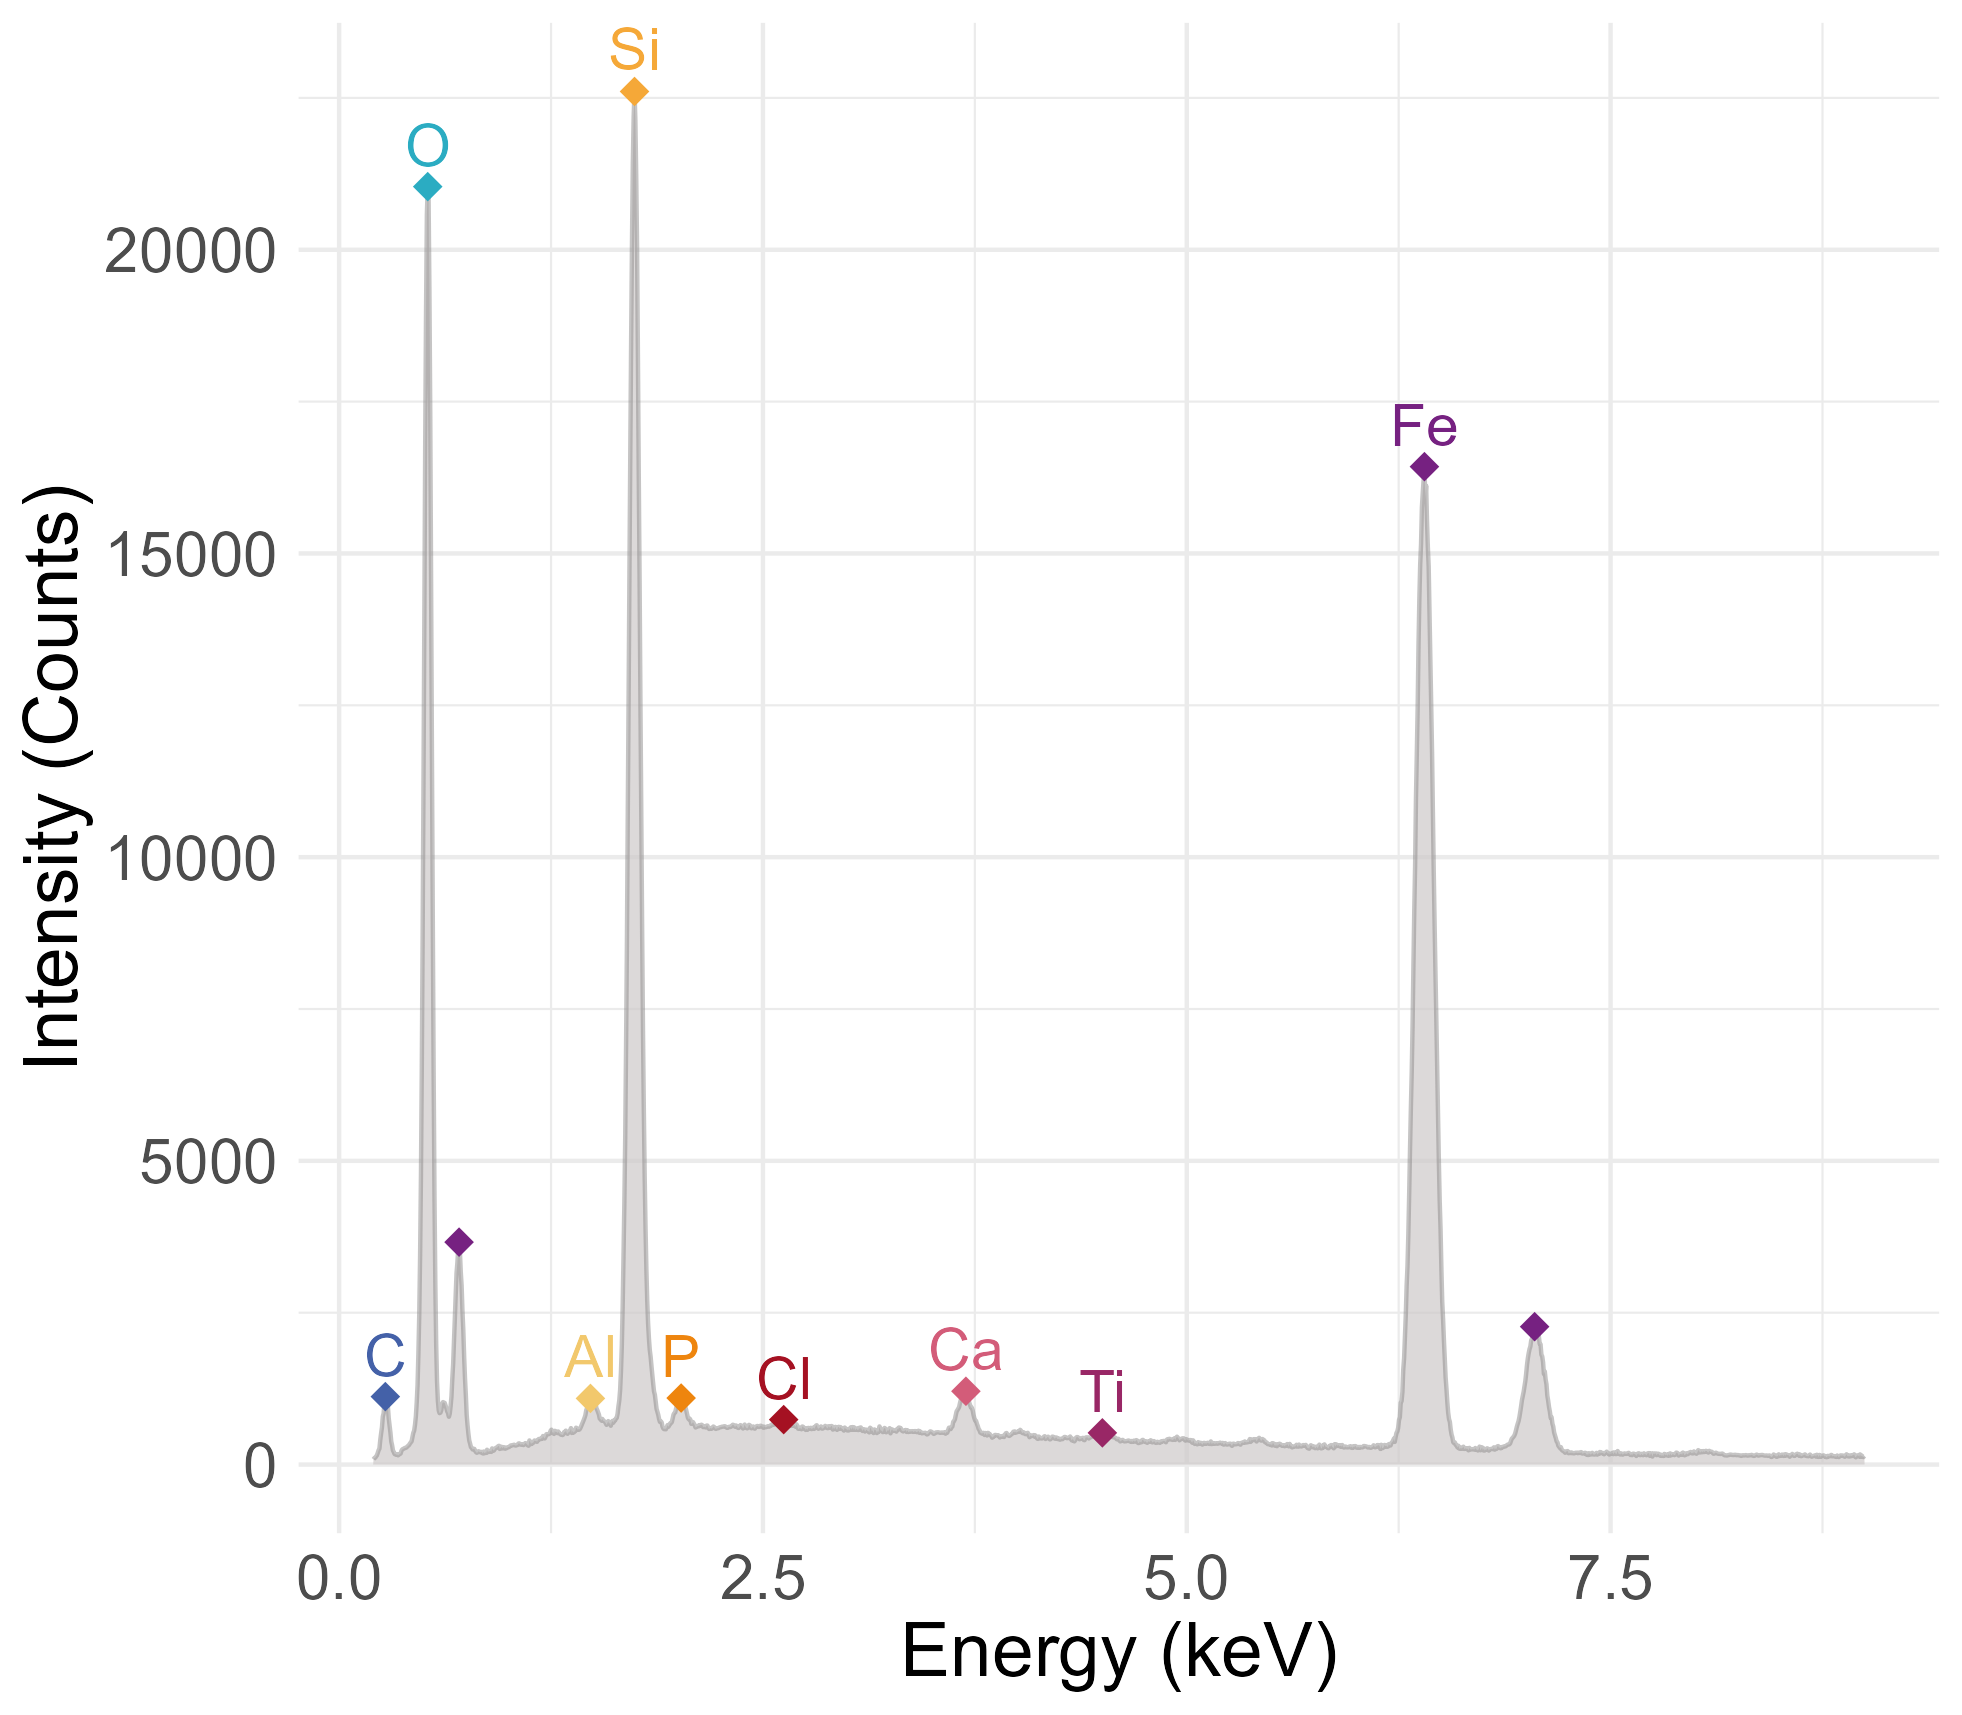 Si
O
20000
Fe
15000
10000
5000
C
Al
P
Cl
Ca
Ti
0
0.0 2.5 5.0 7.5
Energy (keV)
Intensity (Counts)